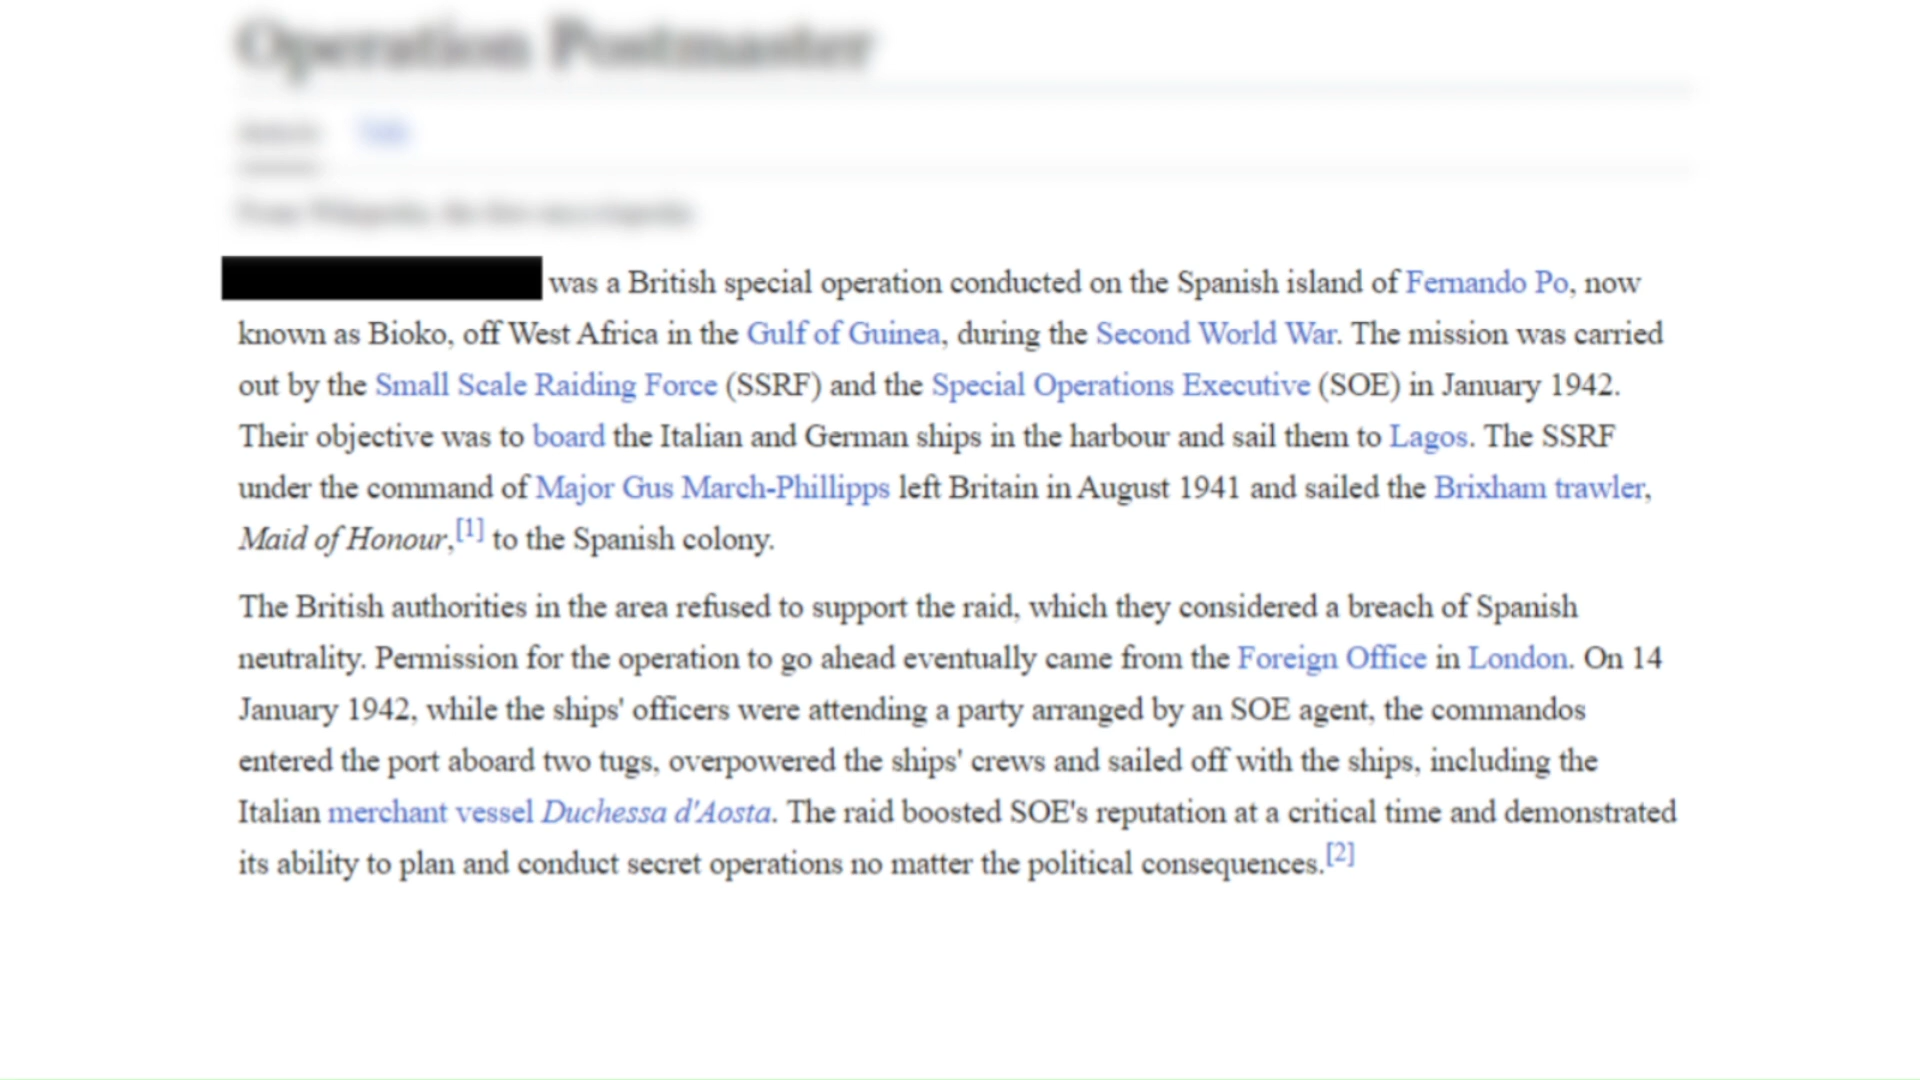 Operation Postmaster
Article Talk
From Wikipedia, the free encyclopedia
was a British special operation conducted on the Spanish island of Fernando Po, now
known as Bioko, off West Africa in the Gulf of Guinea, during the Second World War. The mission was carried
out by the Small Scale Raiding Force (SSRF) and the Special Operations Executive (SOE) in January 1942.
Their objective was to board the Italian and German ships in the harbour and sail them to Lagos. The SSRF
under the command of Major Gus March-Phillipps left Britain in August 1941 and sailed the Brixham trawler,
Maid of Honour,[1] to the Spanish colony.
The British authorities in the area refused to support the raid, which they considered a breach of Spanish
neutrality. Permission for the operation to go ahead eventually came from the Foreign Office in London. On 14
January 1942, while the ships' officers were attending a party arranged by an SOE agent, the commandos
entered the port aboard two tugs, overpowered the ships' crews and sailed off with the ships, including the
Italian merchant vessel Duchessa d'Aosta. The raid boosted SOE's reputation at a critical time and demonstrated
its ability to plan and conduct secret operations no matter the political consequences.[2]